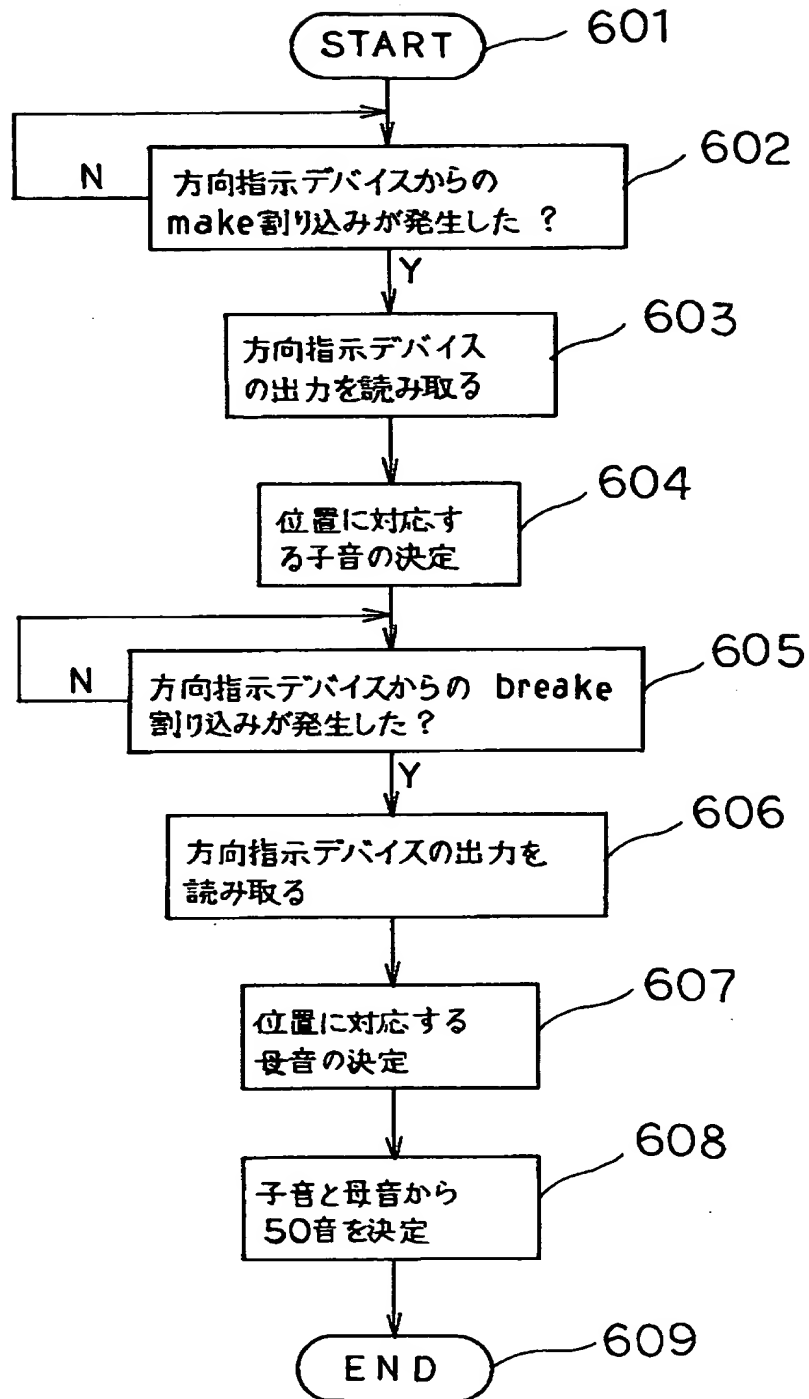 START
601
602
N
方向指示デバイスからの
make割り込みが発生した ?
Y
603
方向指示デバイス
の出力を読み取る
604
位置に対応す
る子音の決定
605
N
方向指示デバイスからの breake
割り込みが発生した ?
Y
606
方向指示デバイスの出力を
読み取る
607
位置に対応する
母音の決定
608
子音と母音から
50音を決定
END
609